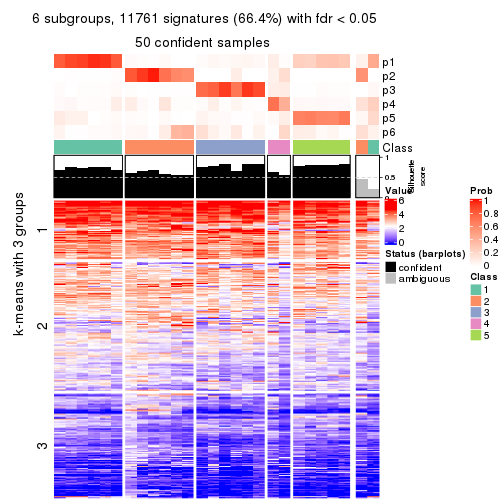 6 subgroups, 11761 signatures (66.4%) with fdr < 0.05
50 confident samples
p1
p2
p3
p4
p5
p6
Class
1
0.5
0
Silhouette
score
k-means with 3 groups
1
2
3
Value
6
4
2
0
Status (barplots)
confident
ambiguous
Prob
1
0.8
0.6
0.4
0.2
0
Class
1
2
3
4
5